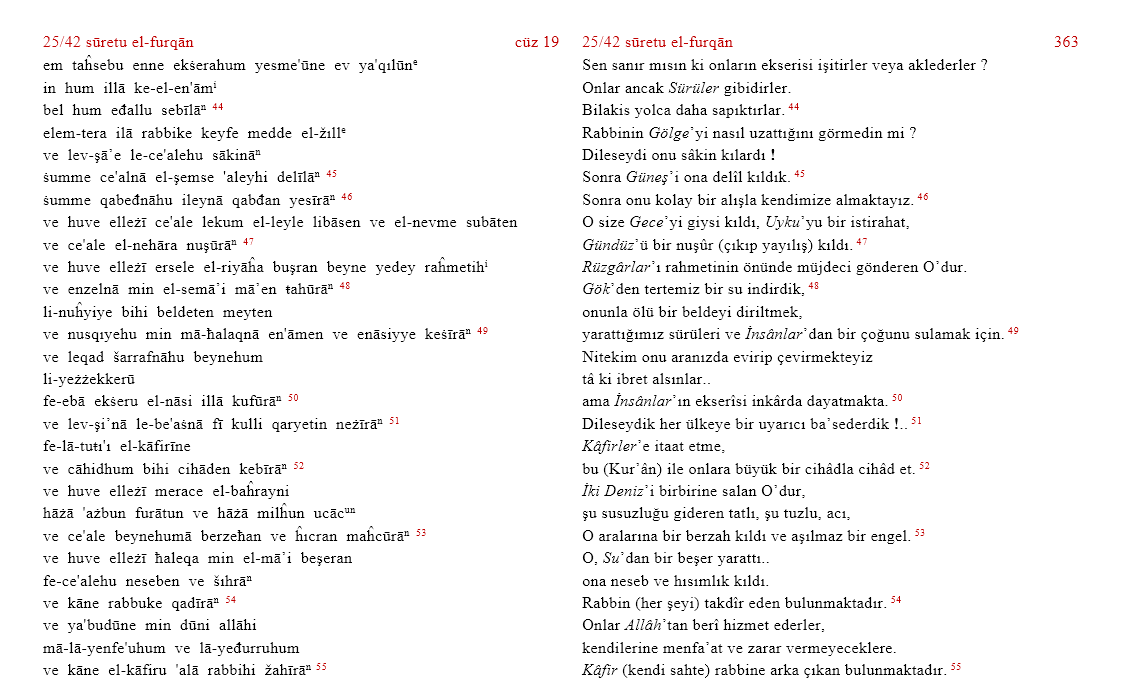 25/42 sūretu el-furqān cüz 19
em taĥsebu enne ekŝerahum yesme'ūne ev ya'qılūnᵉ
in hum illā ke-el-en'āmⁱ
bel hum eđallu sebīlāⁿ 44
elem-tera ilā rabbike keyfe medde el-žıllᵉ
ve lev-şā’e le-ce'alehu sākināⁿ
ŝumme ce'alnā el-şemse 'aleyhi delīlāⁿ 45
ŝumme qabeđnāhu ileynā qabđan yesīrāⁿ 46
ve huve elleżī ce'ale lekum el-leyle libāsen ve el-nevme subāten
ve ce'ale el-nehāra nuşūrāⁿ 47
ve huve elleżī ersele el-riyāĥa buşran beyne yedey raĥmetihⁱ
ve enzelnā min el-semā’i mā’en ŧahūrāⁿ 48
li-nuĥyiye bihi beldeten meyten
ve nusqıyehu min mā-ħalaqnā en'āmen ve enāsiyye keŝīrāⁿ 49
ve leqad šarrafnāhu beynehum
li-yeżżekkerū
fe-ebā ekŝeru el-nāsi illā kufūrāⁿ 50
ve lev-şi’nā le-be'aŝnā fī kulli qaryetin neżīrāⁿ 51
fe-lā-tuŧı'ı el-kāfirīne
ve cāhidhum bihi cihāden kebīrāⁿ 52
ve huve elleżī merace el-baĥrayni
hāżā 'ażbun furātun ve hāżā milĥun ucācᵘⁿ
ve ce'ale beynehumā berzeħan ve ĥıcran maĥcūrāⁿ 53
ve huve elleżī ħaleqa min el-mā’i beşeran
fe-ce'alehu neseben ve šıhrāⁿ
ve kāne rabbuke qadīrāⁿ 54
ve ya'budūne min dūni allāhi
mā-lā-yenfe'uhum ve lā-yeđurruhum
ve kāne el-kāfiru 'alā rabbihi žahīrāⁿ 55
25/42 sūretu el-furqān 363
Sen sanır mısın ki onların ekserisi işitirler veya aklederler ?
Onlar ancak Sürüler gibidirler.
Bilakis yolca daha sapıktırlar. 44
Rabbinin Gölge’yi nasıl uzattığını görmedin mi ?
Dileseydi onu sâkin kılardı !
Sonra Güneş’i ona delîl kıldık. 45
Sonra onu kolay bir alışla kendimize almaktayız. 46
O size Gece’yi giysi kıldı, Uyku’yu bir istirahat,
Gündüz’ü bir nuşûr (çıkıp yayılış) kıldı. 47
Rüzgârlar’ı rahmetinin önünde müjdeci gönderen O’dur.
Gök’den tertemiz bir su indirdik, 48
onunla ölü bir beldeyi diriltmek,
yarattığımız sürüleri ve İnsânlar’dan bir çoğunu sulamak için. 49
Nitekim onu aranızda evirip çevirmekteyiz
tâ ki ibret alsınlar..
ama İnsânlar’ın ekserîsi inkârda dayatmakta. 50
Dileseydik her ülkeye bir uyarıcı ba’sederdik !.. 51
Kâfirler’e itaat etme,
bu (Kur’ân) ile onlara büyük bir cihâdla cihâd et. 52
İki Deniz’i birbirine salan O’dur,
şu susuzluğu gideren tatlı, şu tuzlu, acı,
O aralarına bir berzah kıldı ve aşılmaz bir engel. 53
O, Su’dan bir beşer yarattı..
ona neseb ve hısımlık kıldı.
Rabbin (her şeyi) takdîr eden bulunmaktadır. 54
Onlar Allâh’tan berî hizmet ederler,
kendilerine menfa’at ve zarar vermeyeceklere.
Kâfir (kendi sahte) rabbine arka çıkan bulunmaktadır. 55